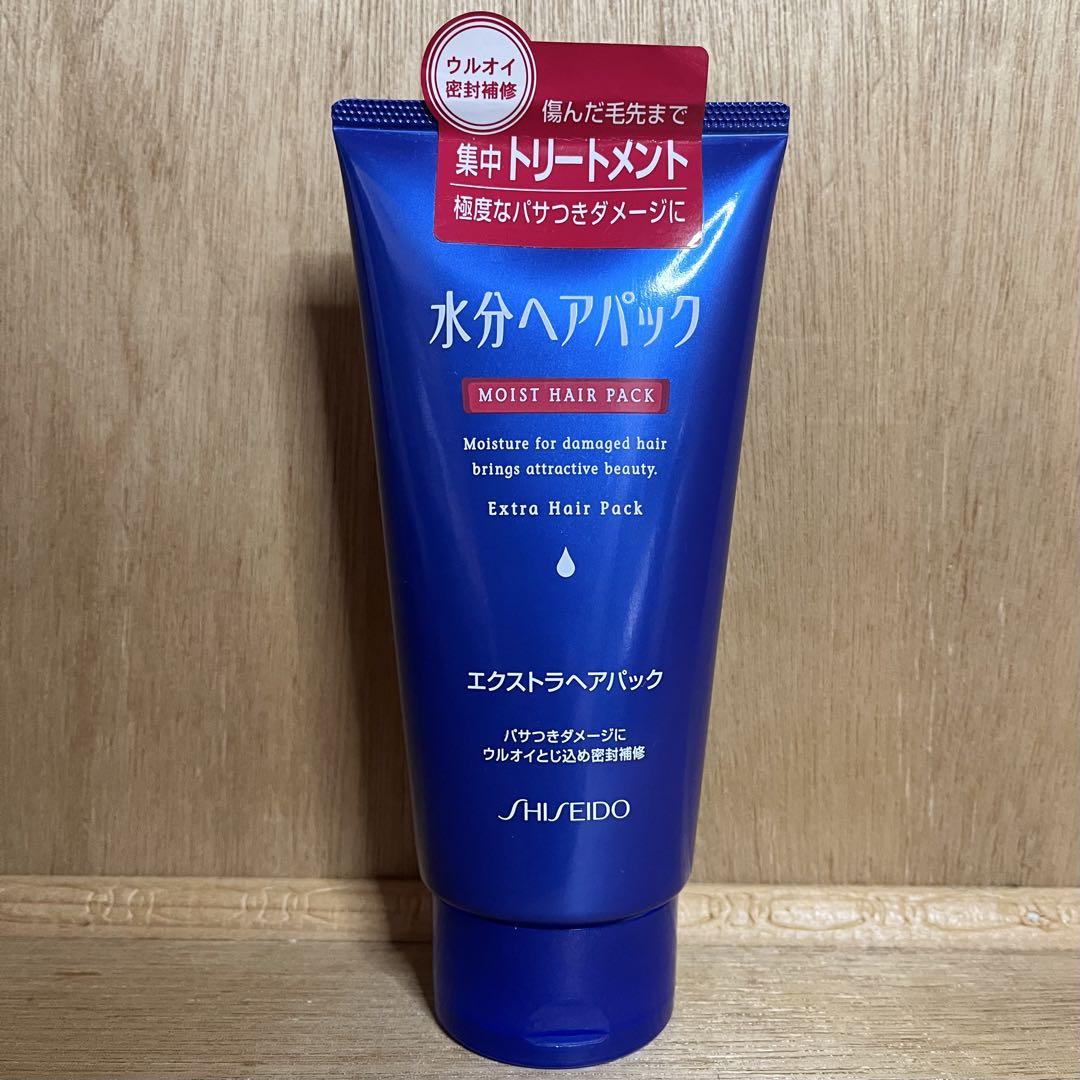 ウルオイ
密封補修
傷んだ毛先まで
集中トリートメント
極度なパサつきダメージに
水分ヘアパック
MOIST HAIR PACK
Moisture for damaged hair
brings attractive beauty.
Extra Hair Pack
エクストラヘアパック
パサつきダメージに
ウルオイとじ込め密封補修
SHISEIDO